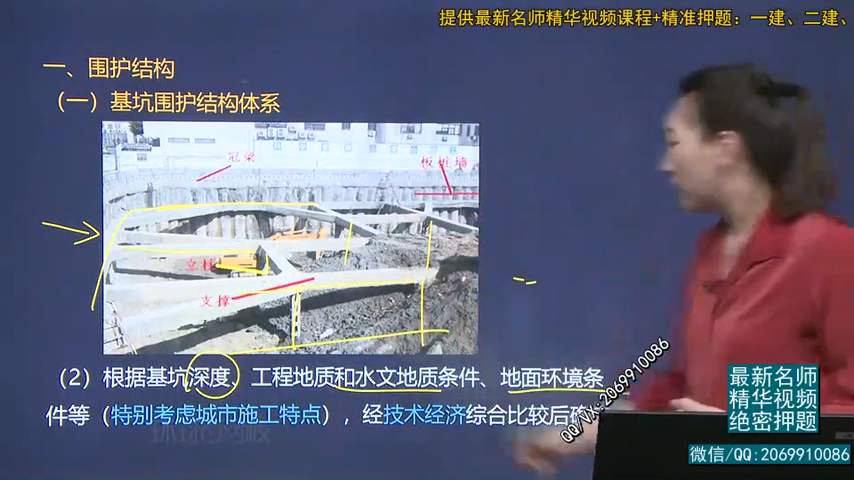 提供最新名师精华视频课程+精准押题：一建、二建、
一、围护结构
（一）基坑围护结构体系
冠梁
板桩墙
立柱
支撑
（2）根据基坑深度、工程地质和水文地质条件、地面环境条
件等（特别考虑城市施工特点），经技术经济综合比较后
QQ/VX:2069910086
最新名师
精华视频
绝密押题
微信/QQ:2069910086